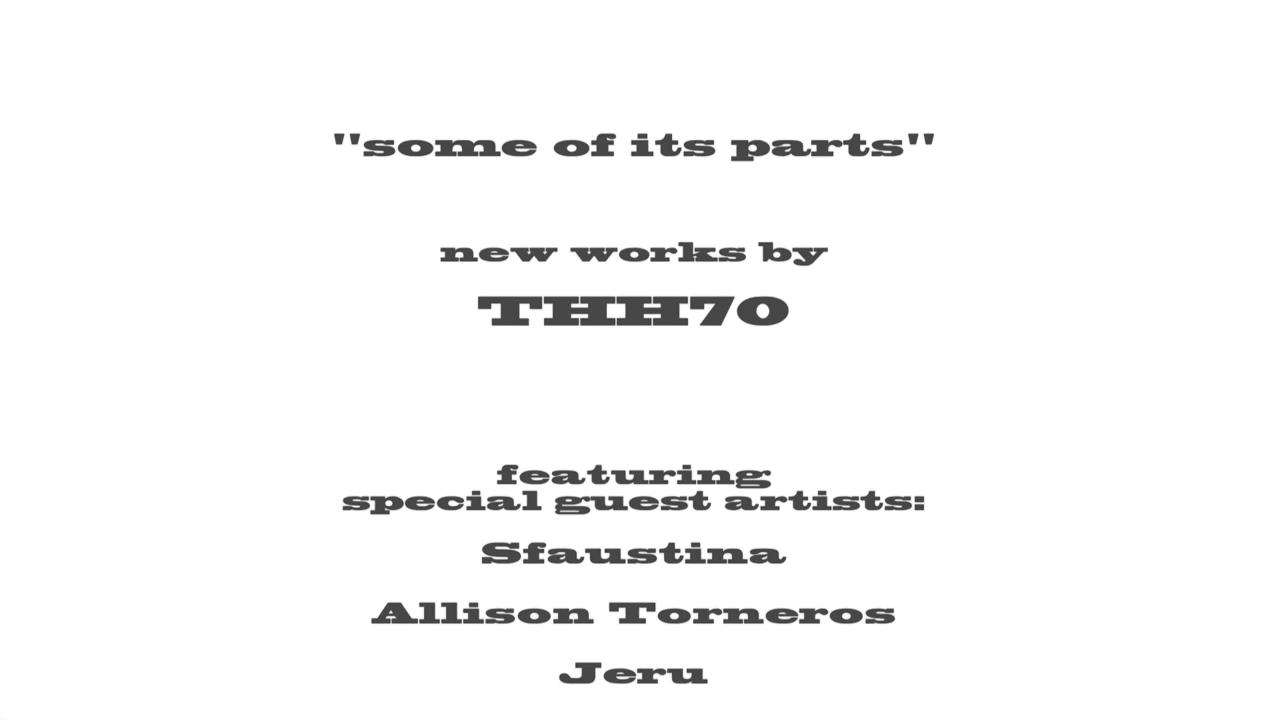 "some of its parts"
new works by
THH70
featuring
special guest artists:
Sfaustina
Allison Torneros
Jeru